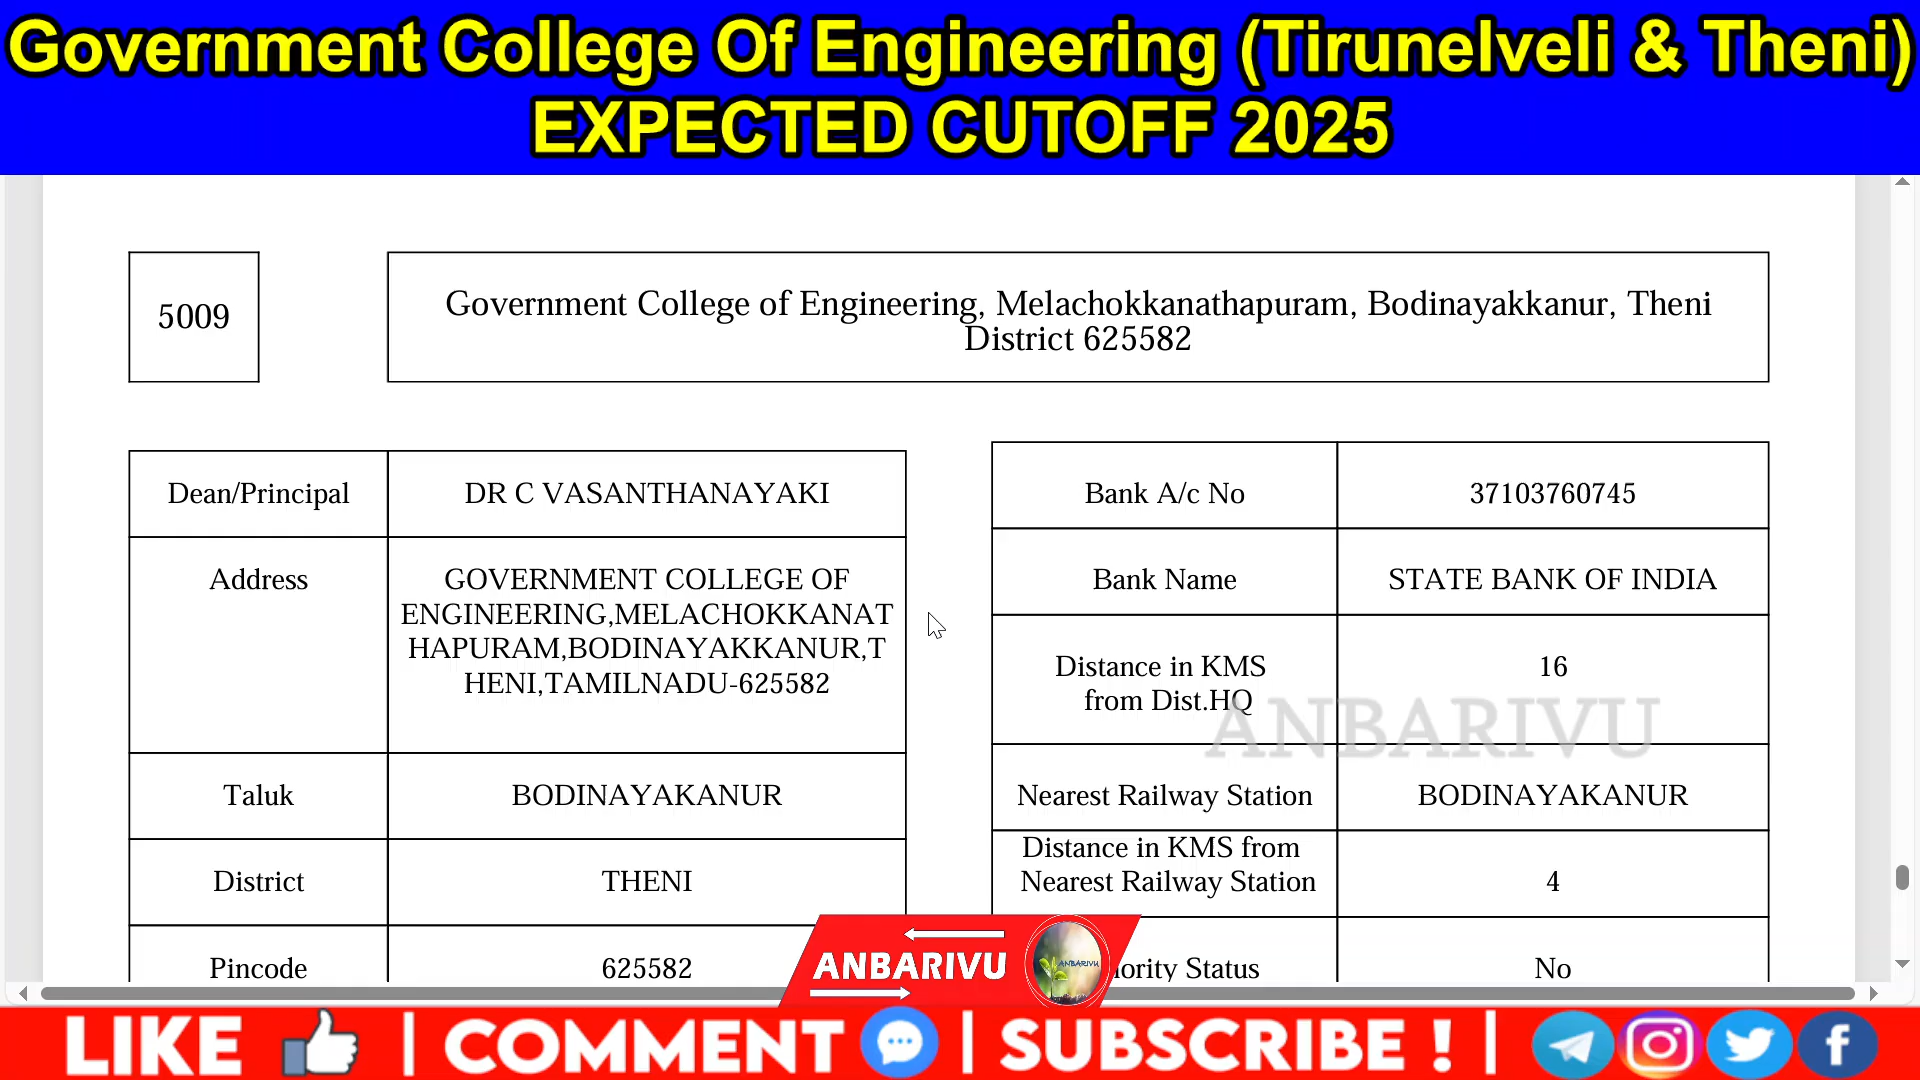 Government College Of Engineering (Tirunelveli & Theni)
EXPECTED CUTOFF 2025
5009
Government College of Engineering, Melachokkanathapuram, Bodinayakkanur, Theni
District 625582
Dean/Principal
DR C VASANTHANAYAKI
Address
GOVERNMENT COLLEGE OF
ENGINEERING,MELACHOKKANAT
HAPURAM,BODINAYAKKANUR,T
HENI,TAMILNADU-625582
Taluk
BODINAYAKANUR
District
THENI
Pincode
625582
Bank A/c No
37103760745
Bank Name
STATE BANK OF INDIA
Distance in KMS
from Dist.HQ
16
Nearest Railway Station
BODINAYAKANUR
Distance in KMS from
Nearest Railway Station
4
ority Status
No
ANBARIVU
ANBARIVU
ANBARIVU
LIKE | COMMENT | SUBSCRIBE ! |